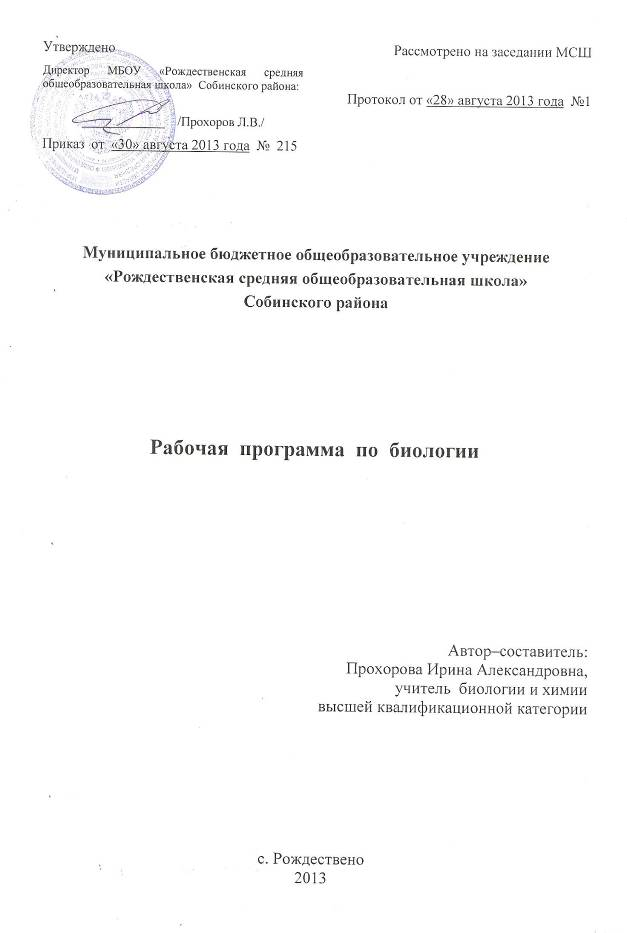 Утверждено
Директор МБОУ «Рождественская средняя
общеобразовательная школа» Собинского района:
/Прохоров Л.В./
Приказ от «30» августа 2013 года № 215
Рассмотрено на заседании МСШ
Протокол от «28» августа 2013 года №1
Муниципальное бюджетное общеобразовательное учреждение
«Рождественская средняя общеобразовательная школа»
Собинского района
Рабочая программа по биологии
Автор–составитель:
Прохорова Ирина Александровна,
учитель биологии и химии
высшей квалификационной категории
с. Рождествено
2013